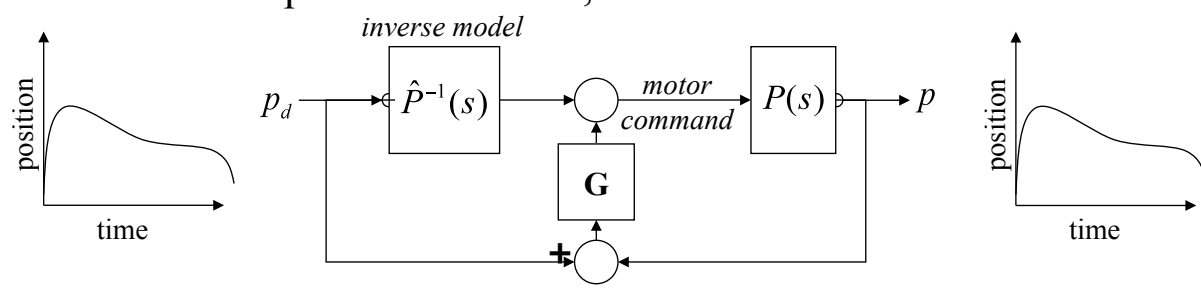 inverse model
position
p_d
P̂⁻¹(s)
motor
command
P(s)
p
position
G
time
+
time